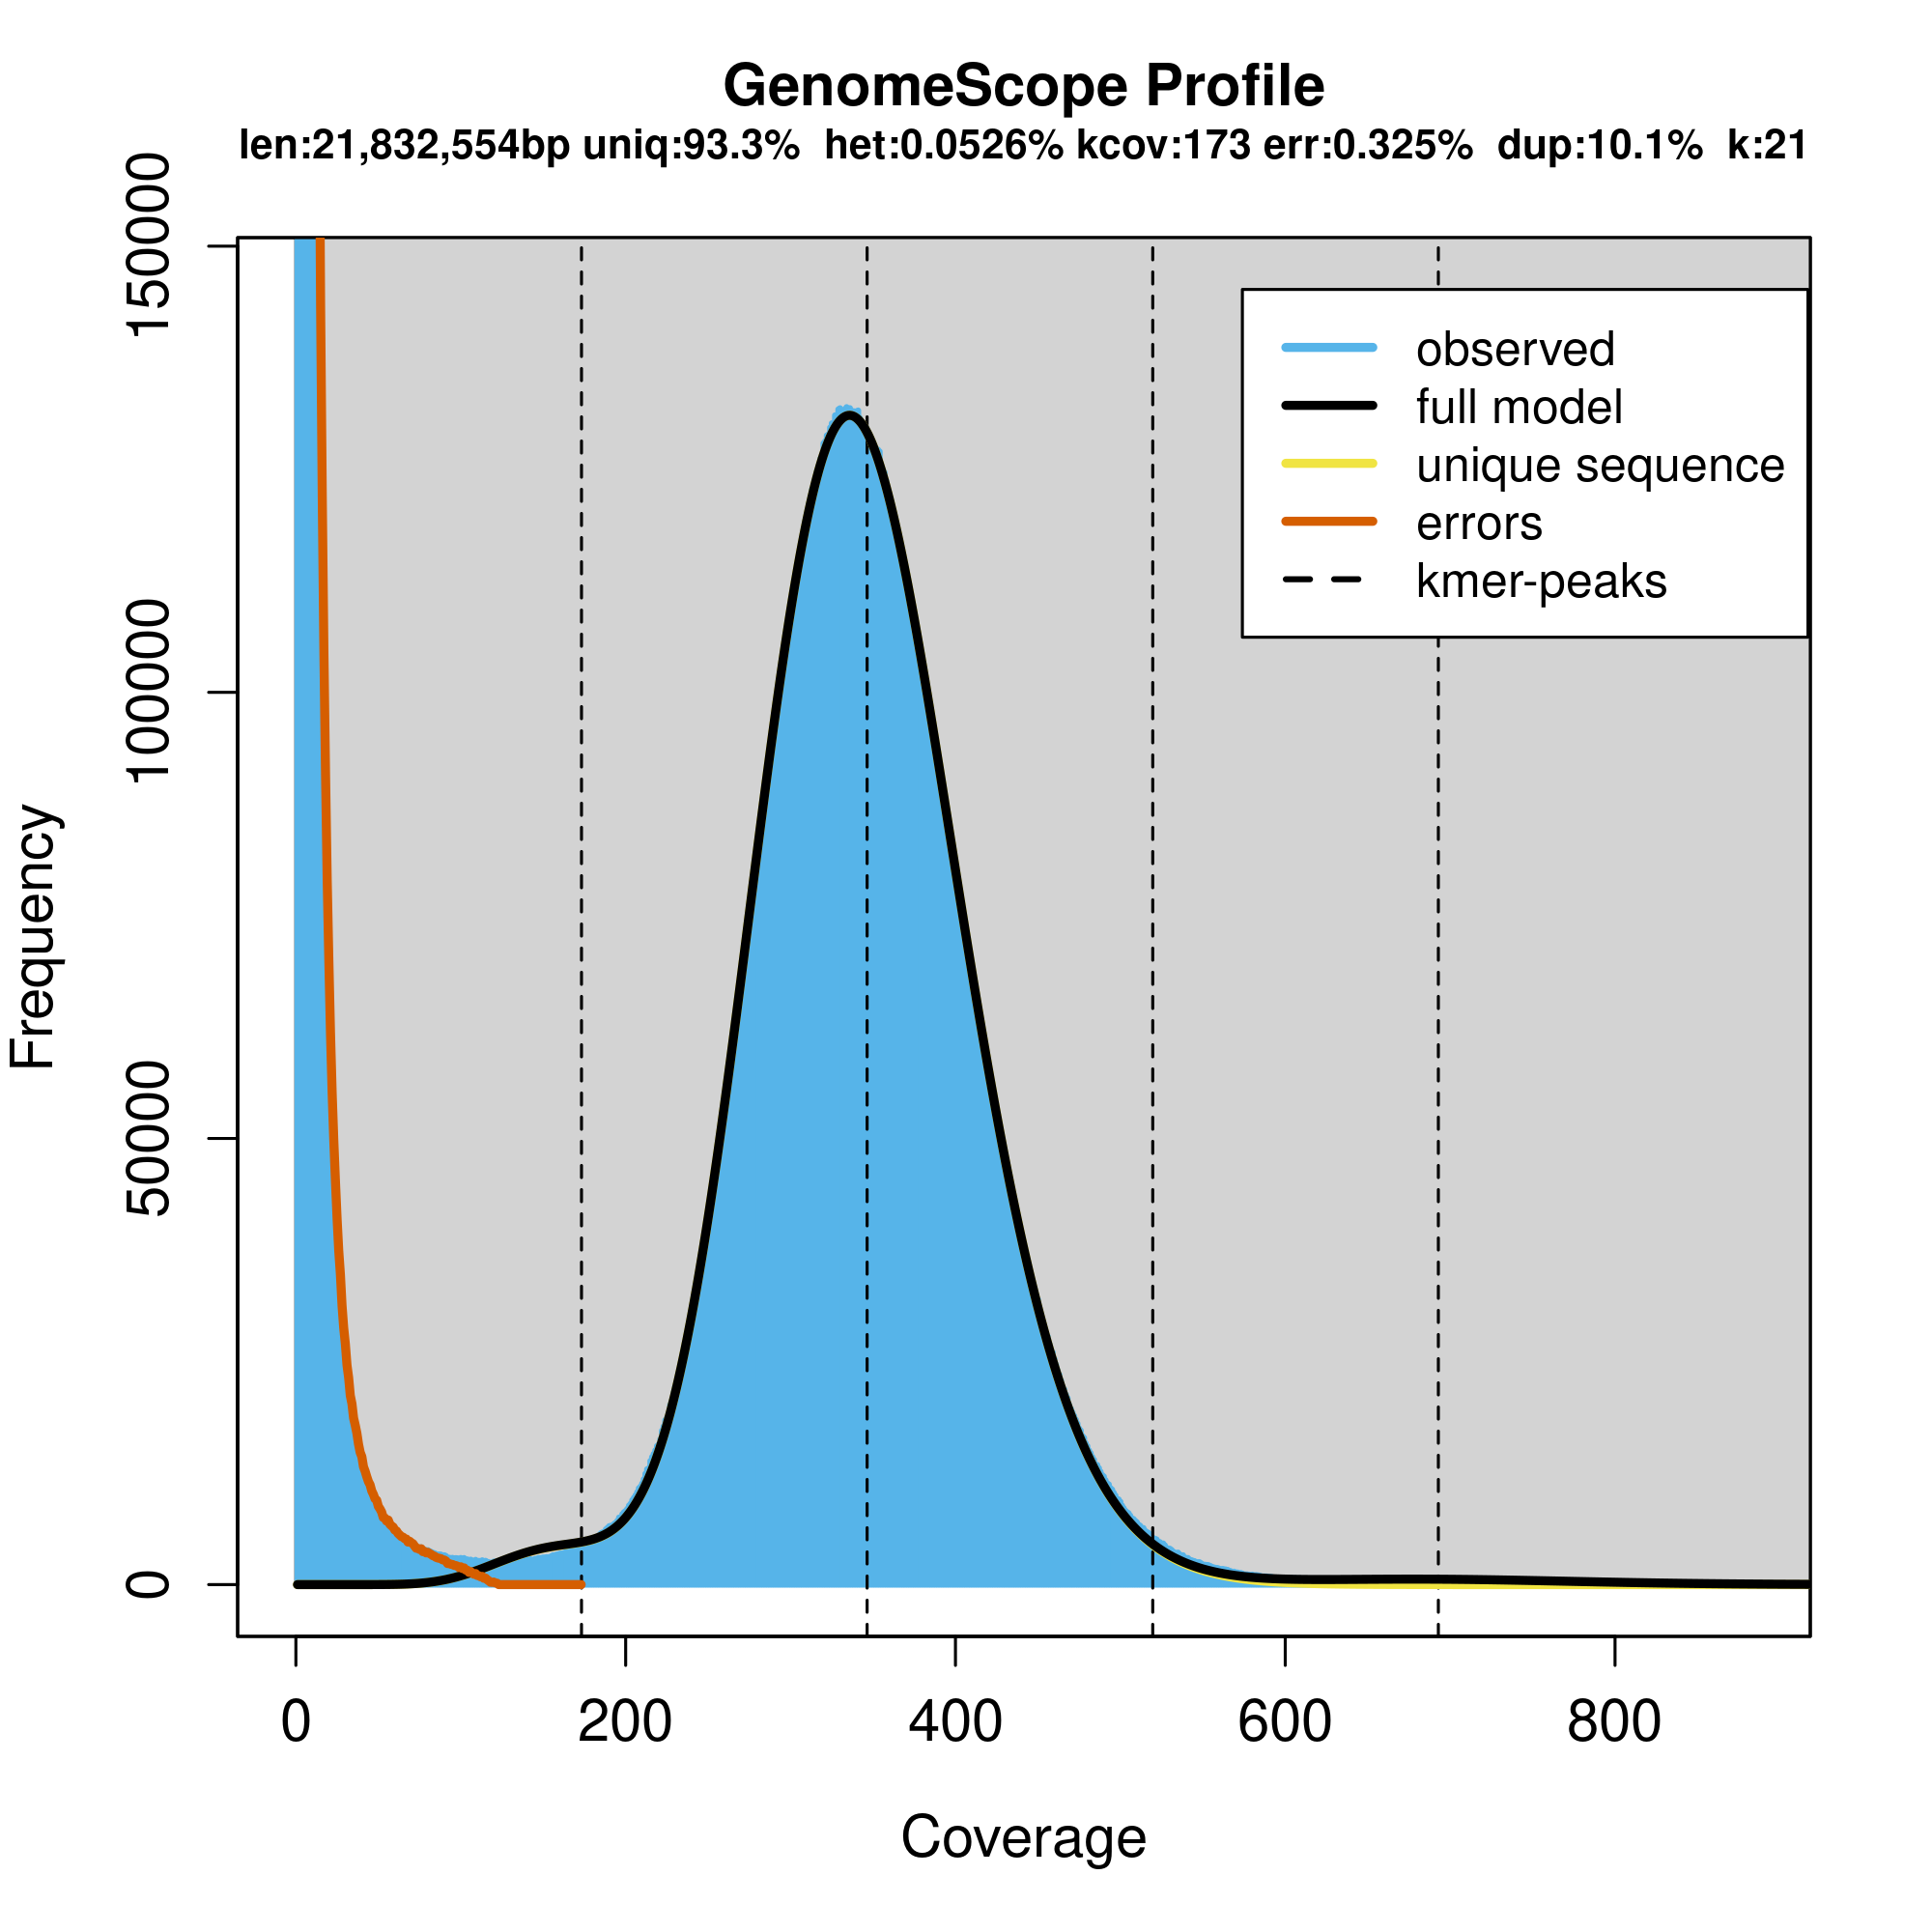 GenomeScope Profile
len:21,832,554bp uniq:93.3% het:0.0526% kcov:173 err:0.325% dup:10.1% k:21
Frequency
150000
100000
50000
0
observed
full model
unique sequence
errors
kmer-peaks
0 200 400 600 800
Coverage